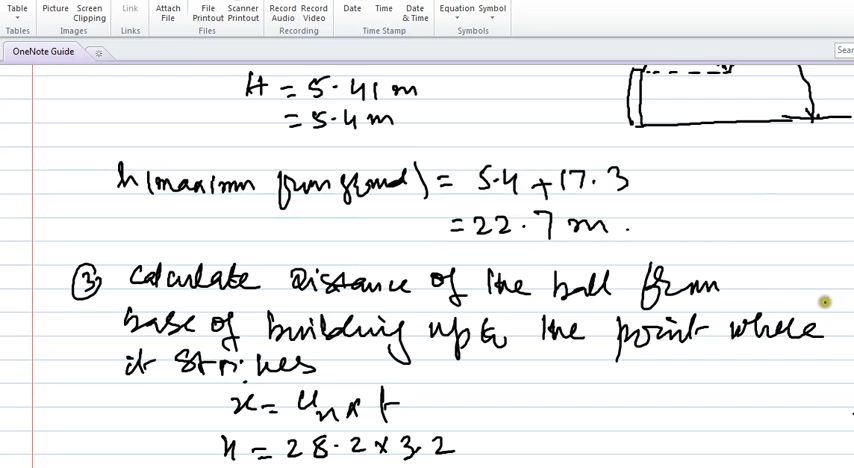 Table Picture Screen Clipping Link Attach File File Printout Scanner Printout Record Audio Record Video Date Time Date & Time Equation Symbol
Tables Images Links Files Recording Time Stamp Symbols
OneNote Guide Sear
H = 5.41 m
= 5.4 m
h(maximum from ground) = 5.4 + 17.3
= 22.7 m.
③ Calculate Distance of the ball from
base of building upto the point where
it strikes
x = ux × t
x = 28.2 × 3.2